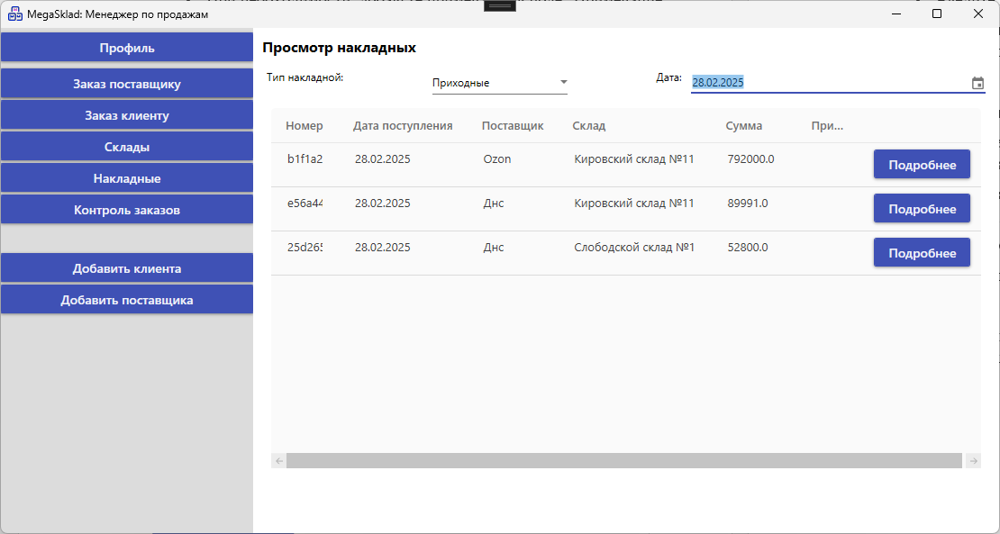 MegaSklad: Менеджер по продажам
Профиль
Заказ поставщику
Заказ клиенту
Склады
Накладные
Контроль заказов
Добавить клиента
Добавить поставщика
Просмотр накладных
Тип накладной: Приходные Дата: 28.02.2025
Номер Дата поступления Поставщик Склад Сумма При...
b1f1a2 28.02.2025 Ozon Кировский склад №11 792000.0 Подробнее
e56a44 28.02.2025 Днс Кировский склад №11 89991.0 Подробнее
25d265 28.02.2025 Днс Слободской склад №1 52800.0 Подробнее